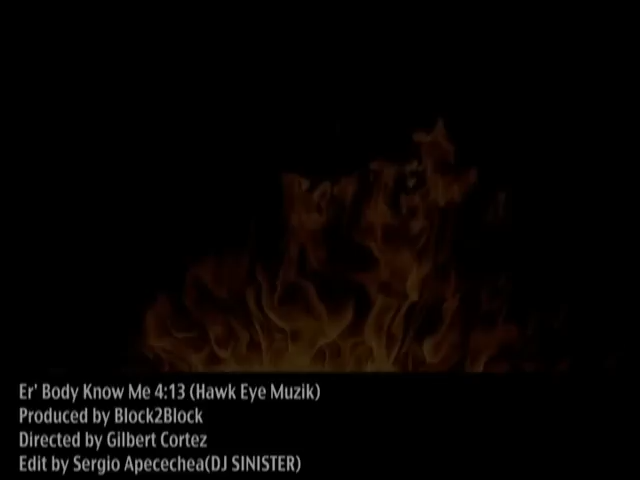 Er' Body Know Me 4:13 (Hawk Eye Muzik)
Produced by Block2Block
Directed by Gilbert Cortez
Edit by Sergio Apecechea(DJ SINISTER)